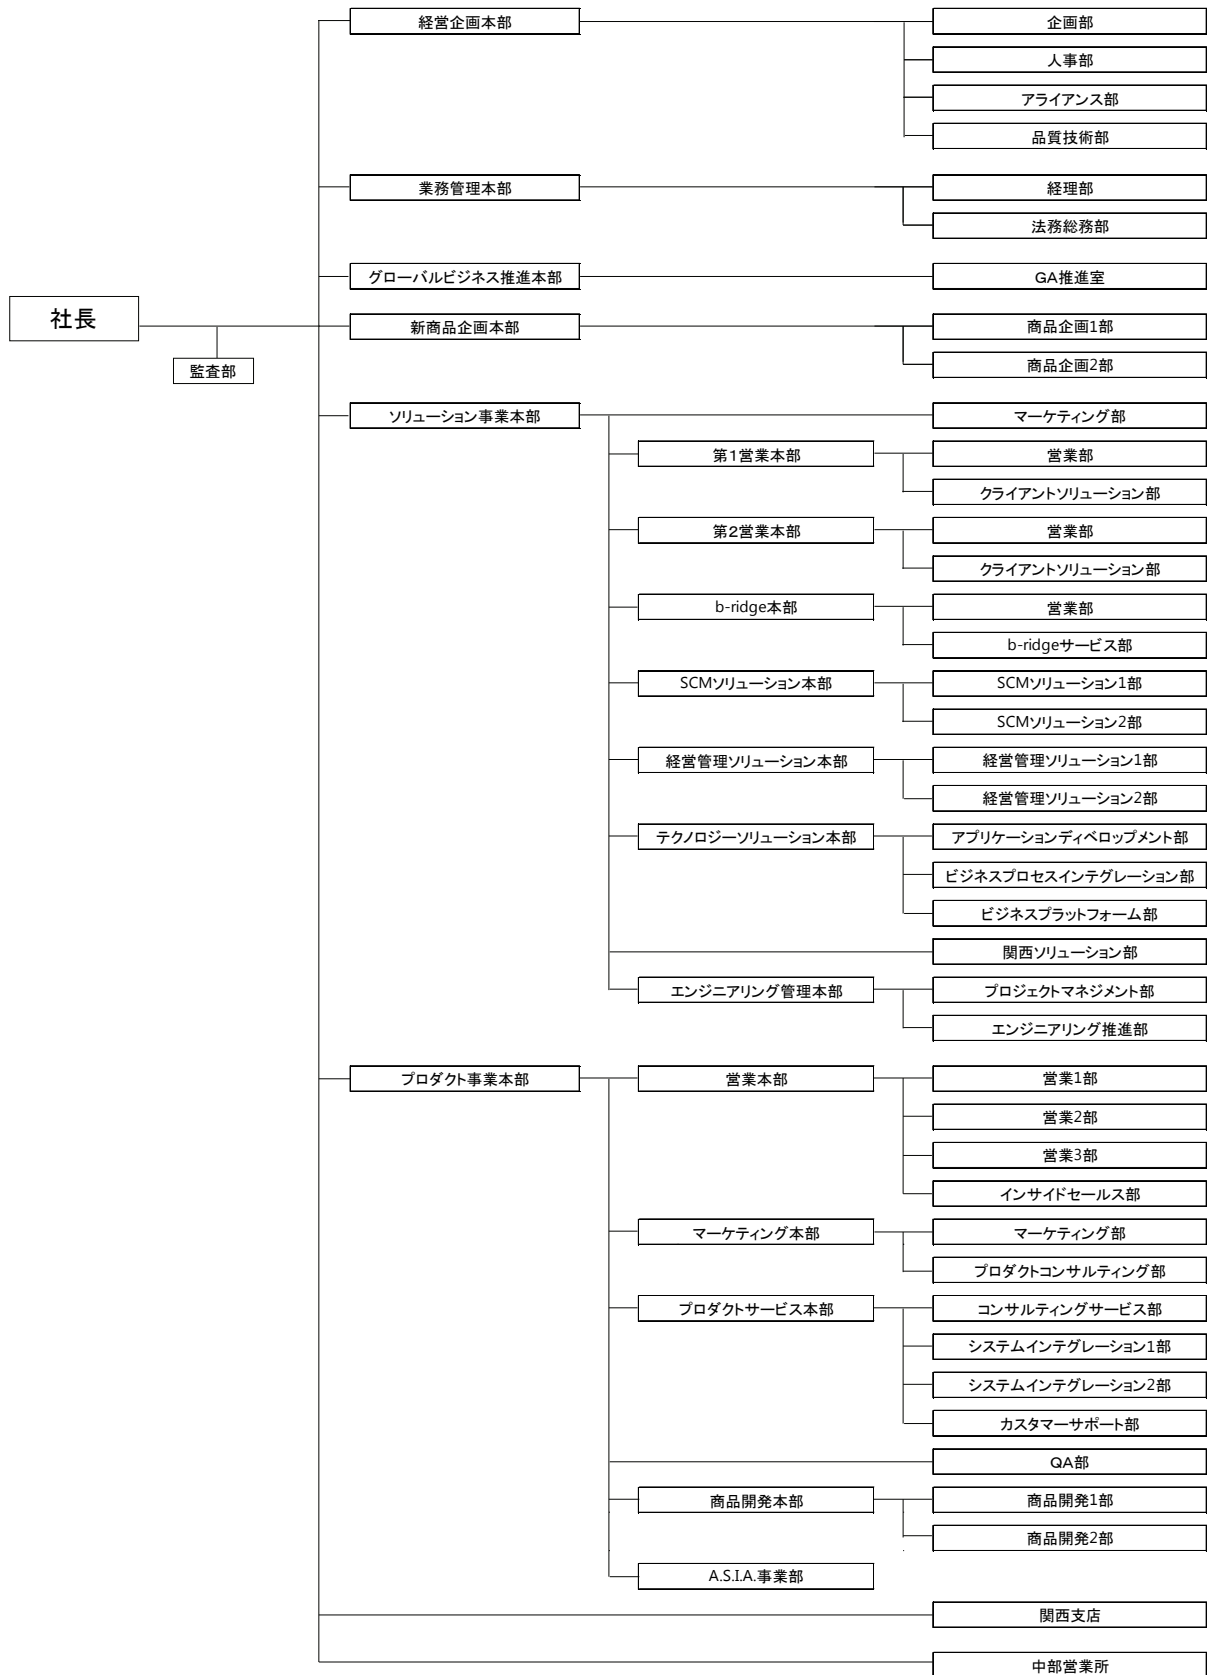 経営企画本部
企画部
人事部
アライアンス部
品質技術部
業務管理本部
経理部
法務総務部
グローバルビジネス推進本部
GA推進室
社長
監査部
新商品企画本部
商品企画1部
商品企画2部
ソリューション事業本部
マーケティング部
第1営業本部
営業部
クライアントソリューション部
第2営業本部
営業部
クライアントソリューション部
b-ridge本部
営業部
b-ridgeサービス部
SCMソリューション本部
SCMソリューション1部
SCMソリューション2部
経営管理ソリューション本部
経営管理ソリューション1部
経営管理ソリューション2部
テクノロジーソリューション本部
アプリケーションディベロップメント部
ビジネスプロセスインテグレーション部
ビジネスプラットフォーム部
関西ソリューション部
エンジニアリング管理本部
プロジェクトマネジメント部
エンジニアリング推進部
プロダクト事業本部
営業本部
営業1部
営業2部
営業3部
インサイドセールス部
マーケティング本部
マーケティング部
プロダクトコンサルティング部
プロダクトサービス本部
コンサルティングサービス部
システムインテグレーション1部
システムインテグレーション2部
カスタマーサポート部
QA部
商品開発本部
商品開発1部
商品開発2部
A.S.I.A.事業部
関西支店
中部営業所